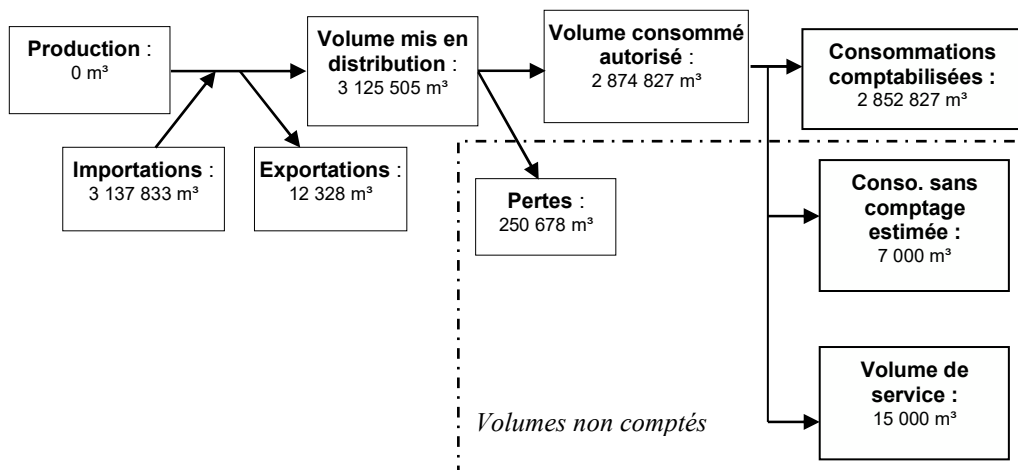 Production :
0 m³
Volume mis en
distribution :
3 125 505 m³
Volume consommé
autorisé :
2 874 827 m³
Consommations
comptabilisées :
2 852 827 m³
Importations :
3 137 833 m³
Exportations :
12 328 m³
Pertes :
250 678 m³
Conso. sans
comptage
estimée :
7 000 m³
Volume de
service :
15 000 m³
Volumes non comptés